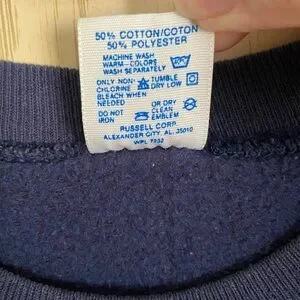 50% COTTON/COTON
50% POLYESTER
MACHINE WASH
WARM-COLORS
WASH SEPARATELY
ONLY NON-CHLORINE BLEACH WHEN NEEDED
TUMBLE DRY LOW
DO NOT IRON
OR DRY CLEAN EMBLEM
RUSSELL CORP.
ALEXANDER CITY, AL. 35010
WPL 7232